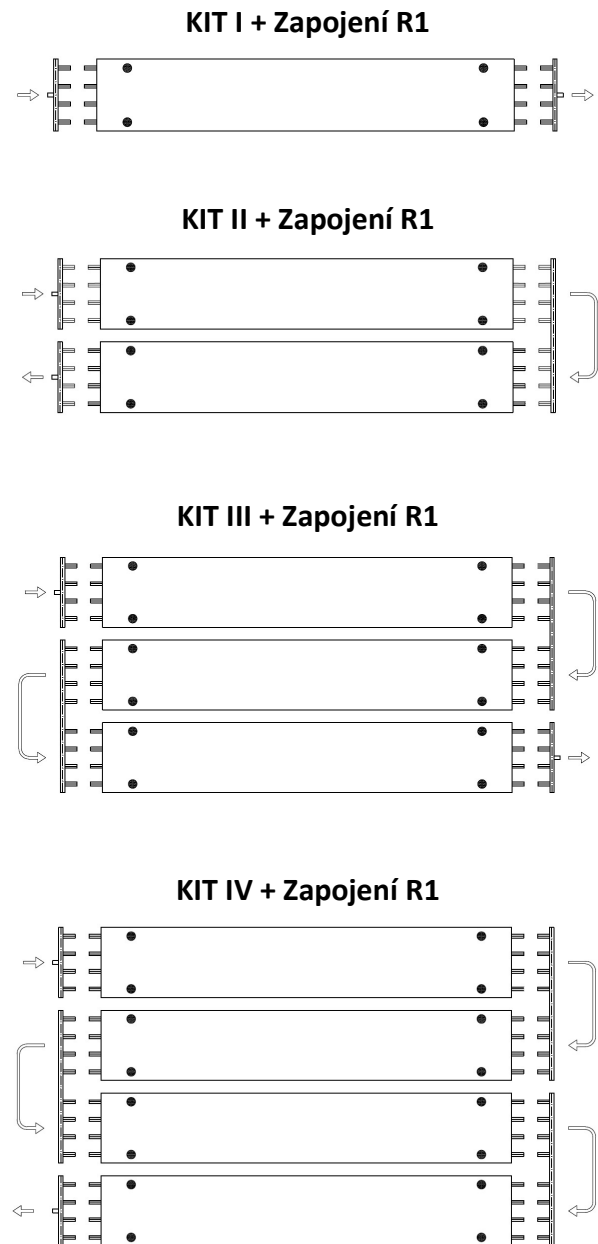 KIT I + Zapojení R1
KIT II + Zapojení R1
KIT III + Zapojení R1
KIT IV + Zapojení R1